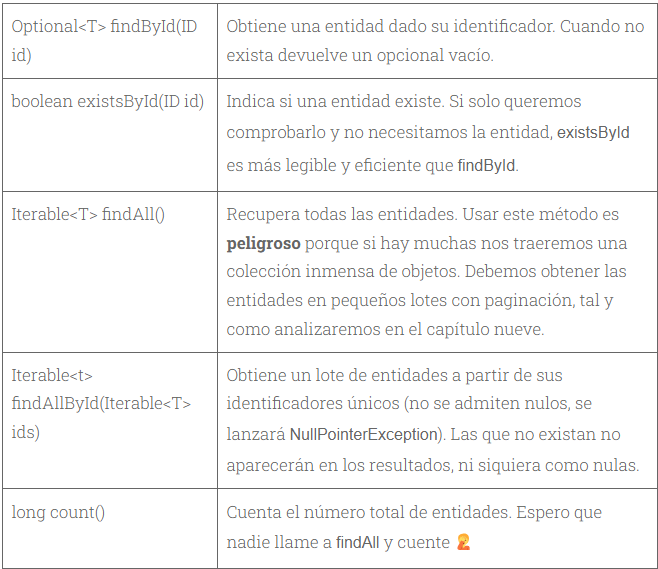 Optional<T> findById(ID
id)
Obtiene una entidad dado su identificador. Cuando no
exista devuelve un opcional vacío.
boolean existsById(ID id)
Indica si una entidad existe. Si solo queremos
comprobarlo y no necesitamos la entidad, existsById
es más legible y eficiente que findById.
Iterable<T> findAll()
Recupera todas las entidades. Usar este método es
peligroso porque si hay muchas nos traeremos una
colección inmensa de objetos. Debemos obtener las
entidades en pequeños lotes con paginación, tal y
como analizaremos en el capítulo nueve.
Iterable<t>
findAllById(Iterable<T>
ids)
Obtiene un lote de entidades a partir de sus
identificadores únicos (no se admiten nulos, se
lanzará NullPointerException). Las que no existan no
aparecerán en los resultados, ni siquiera como nulas.
long count()
Cuenta el número total de entidades. Espero que
nadie llame a findAll y cuente 🤦